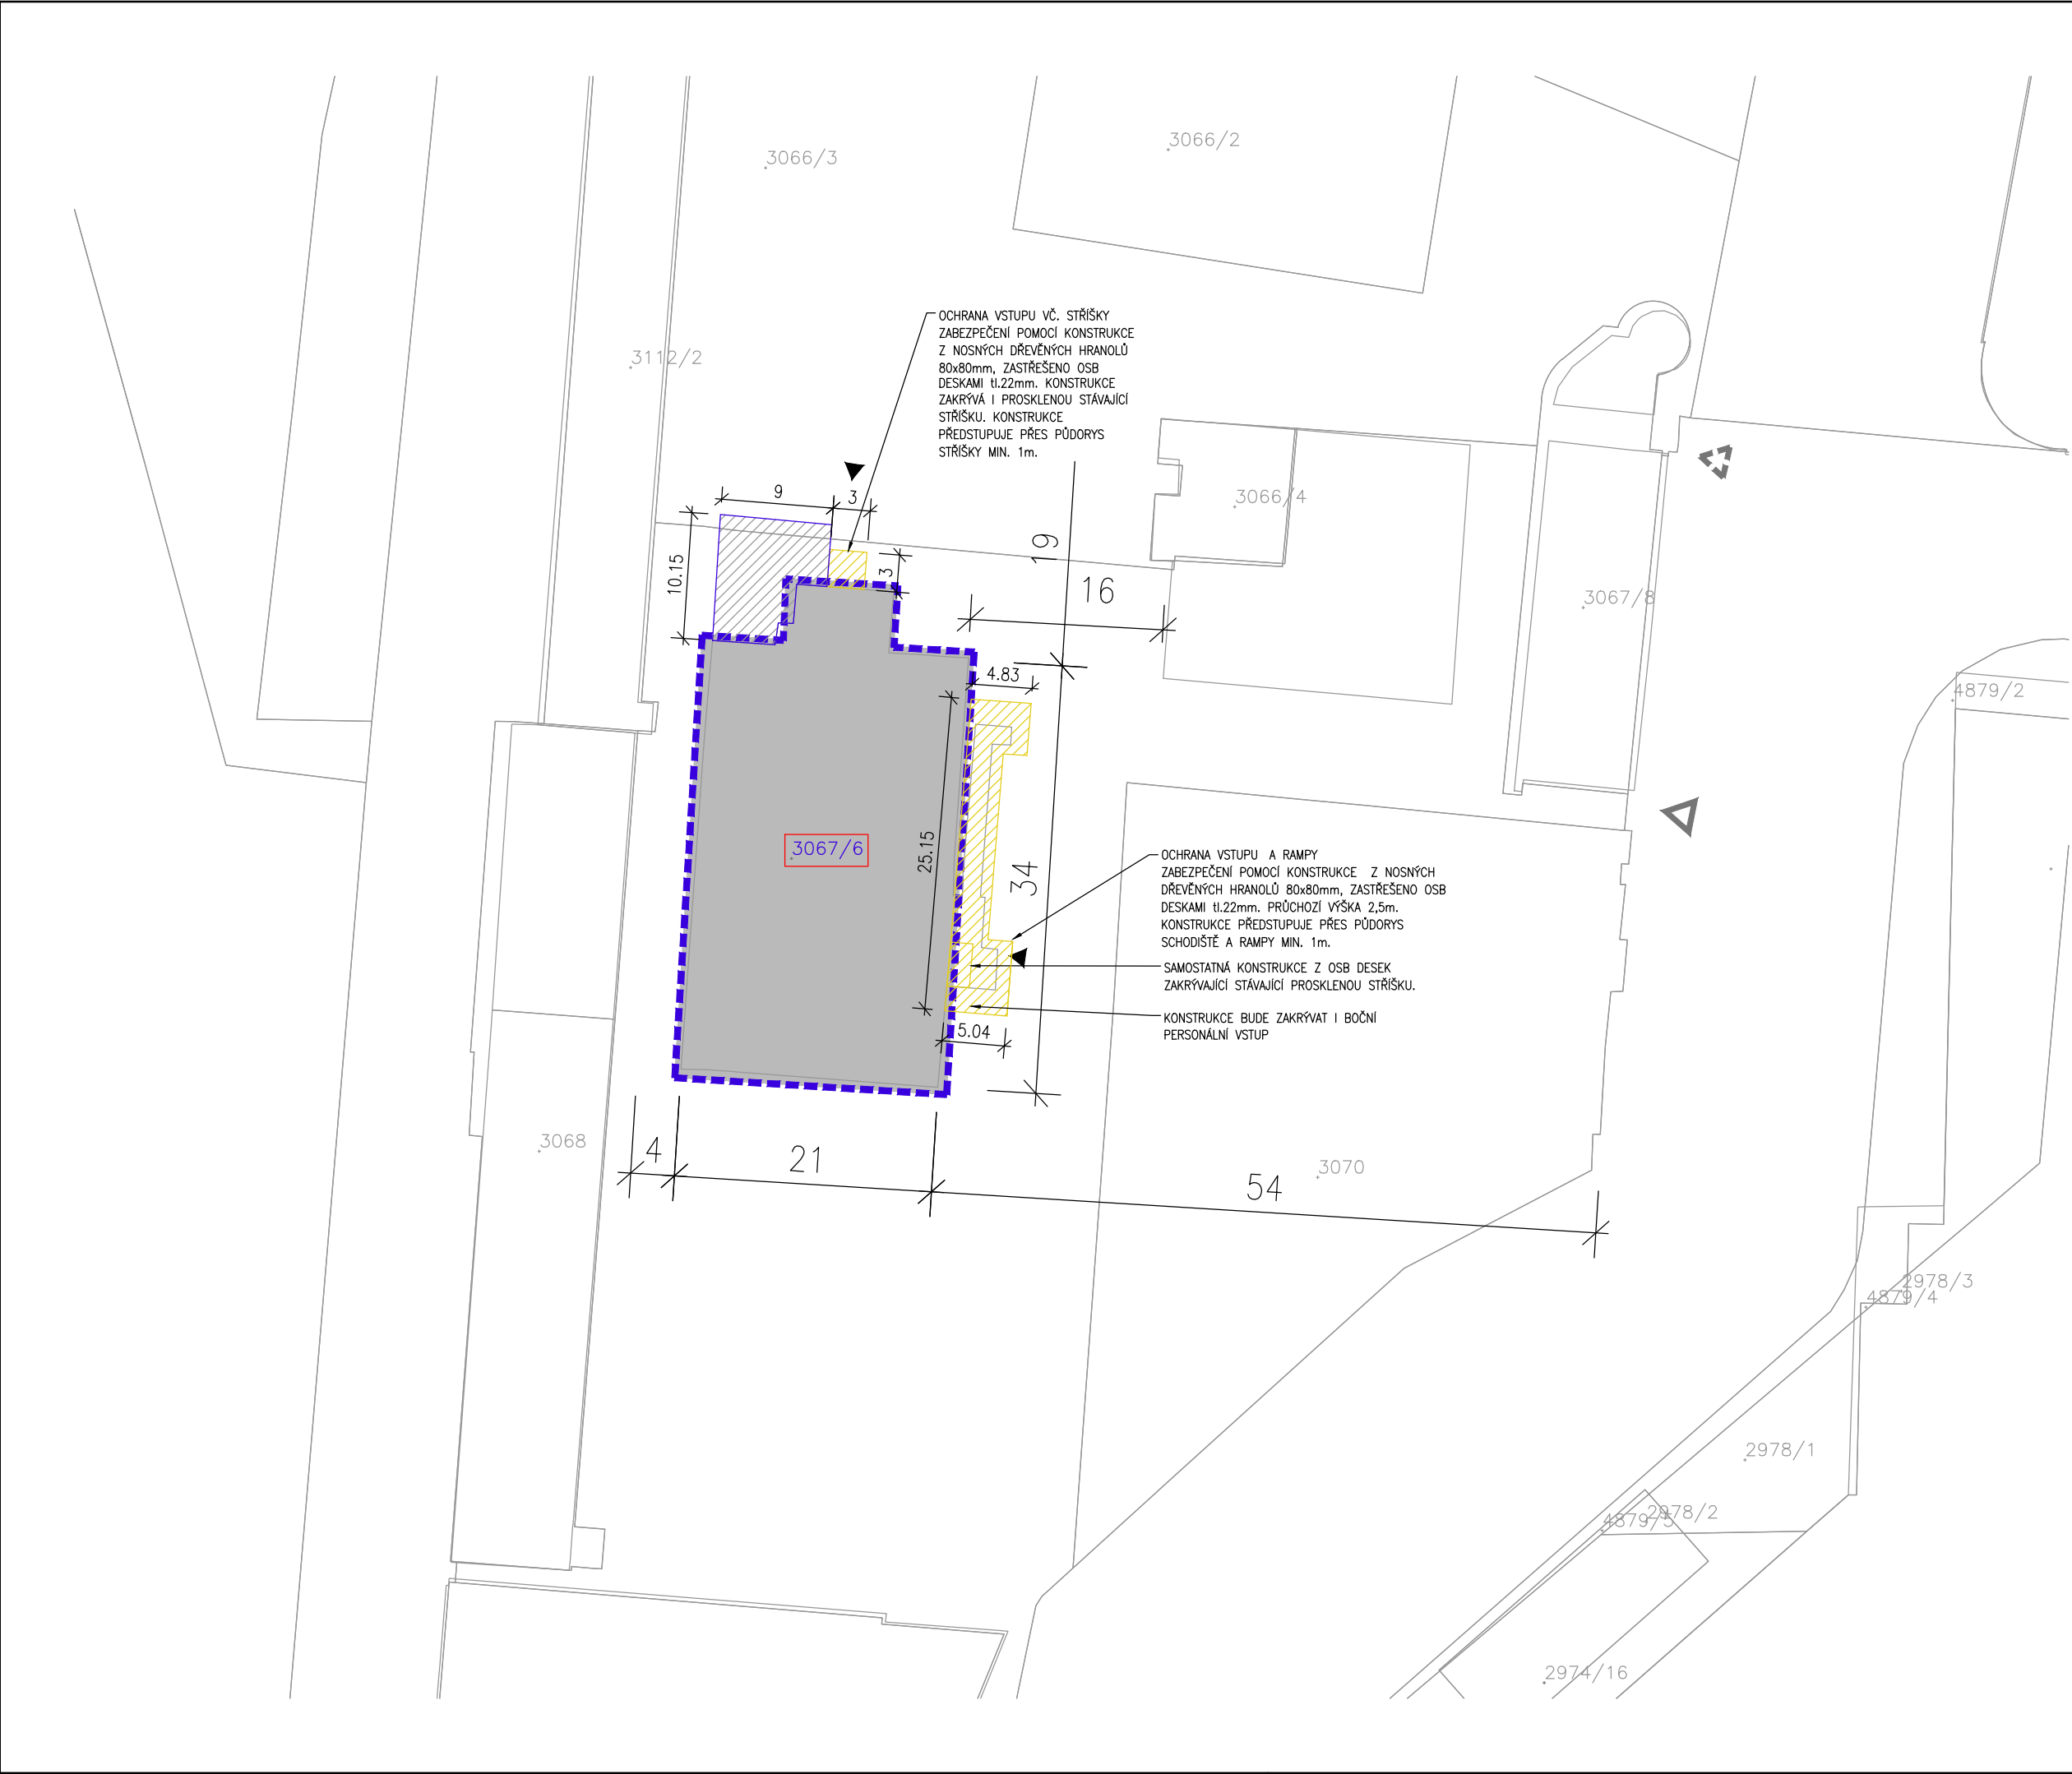 3066/2
3066/3
OCHRANA VSTUPU VČ. STŘÍŠKY
ZABEZPEČENÍ POMOCÍ KONSTRUKCE
Z NOSNÝCH DŘEVĚNÝCH HRANOLŮ
80x80mm, ZASTŘEŠENO OSB
DESKAMI tl.22mm. KONSTRUKCE
ZAKRÝVÁ I PROSKLENOU STÁVAJÍCÍ
STŘÍŠKU. KONSTRUKCE
PŘEDSTUPUJE PŘES PŮDORYS
STŘÍŠKY MIN. 1m.
3112/2
9
3
3066/4
19
10.15
3
16
3067/8
4.83
4879/2
3067/6
25.15
34
OCHRANA VSTUPU A RAMPY
ZABEZPEČENÍ POMOCÍ KONSTRUKCE Z NOSNÝCH
DŘEVĚNÝCH HRANOLŮ 80x80mm, ZASTŘEŠENO OSB
DESKAMI tl.22mm. PRŮCHOZÍ VÝŠKA 2,5m.
KONSTRUKCE PŘEDSTUPUJE PŘES PŮDORYS
SCHODIŠTĚ A RAMPY MIN. 1m.
SAMOSTATNÁ KONSTRUKCE Z OSB DESEK
ZAKRÝVAJÍCÍ STÁVAJÍCÍ PROSKLENOU STŘÍŠKU.
KONSTRUKCE BUDE ZAKRÝVAT I BOČNÍ
PERSONÁLNÍ VSTUP
5.04
3068
4
21
3070
54
2978/3
4879/4
2978/1
2978/2
4879/5
2974/16